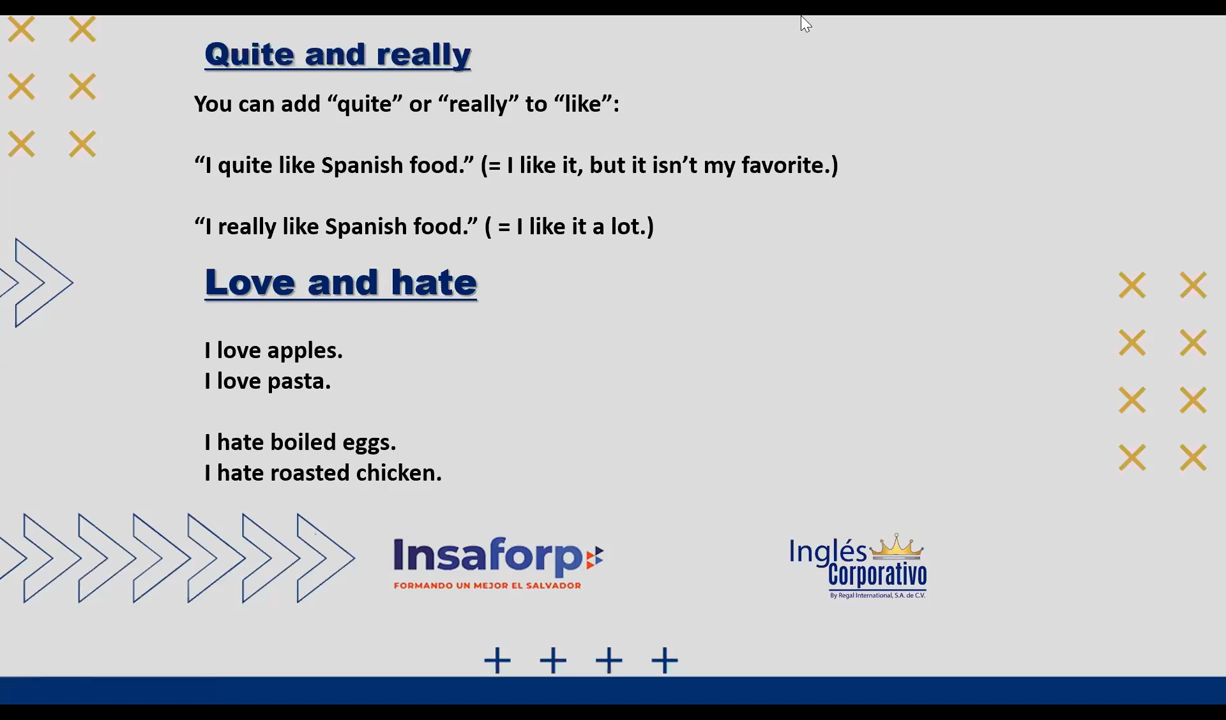 Quite and really
You can add “quite” or “really” to “like”:
“I quite like Spanish food.” (= I like it, but it isn’t my favorite.)
“I really like Spanish food.” ( = I like it a lot.)
Love and hate
I love apples.
I love pasta.
I hate boiled eggs.
I hate roasted chicken.
Insaforp
FORMANDO UN MEJOR EL SALVADOR
Inglés
Corporativo
By Regal International, S.A. de C.V.